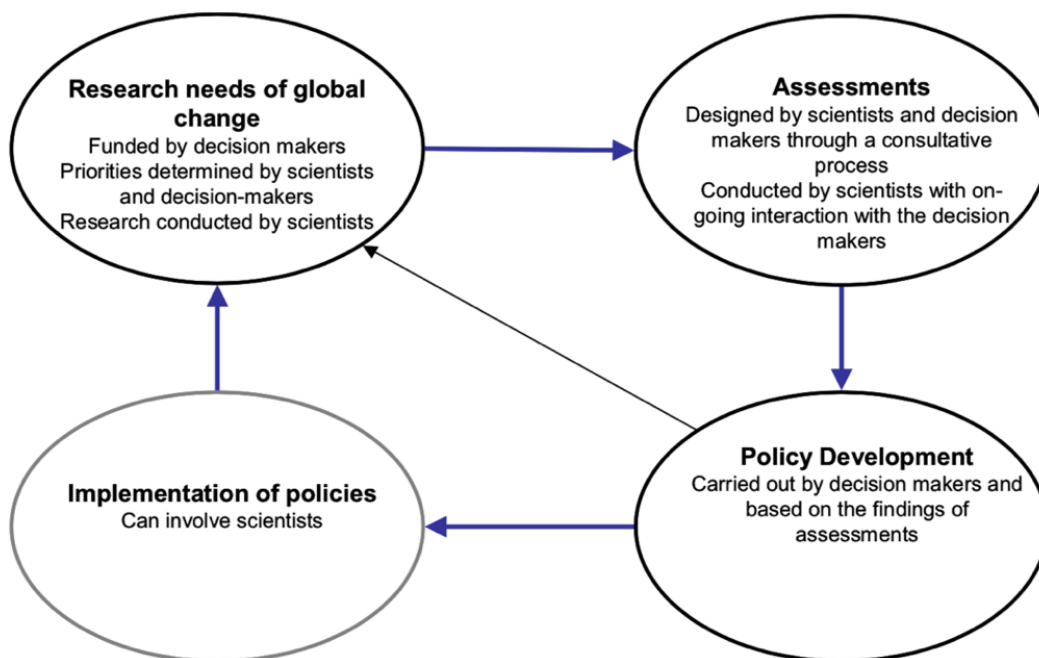 Research needs of global
change
Funded by decision makers
Priorities determined by scientists
and decision-makers
Research conducted by scientists
Assessments
Designed by scientists and decision
makers through a consultative
process
Conducted by scientists with on-
going interaction with the decision
makers
Implementation of policies
Can involve scientists
Policy Development
Carried out by decision makers and
based on the findings of
assessments